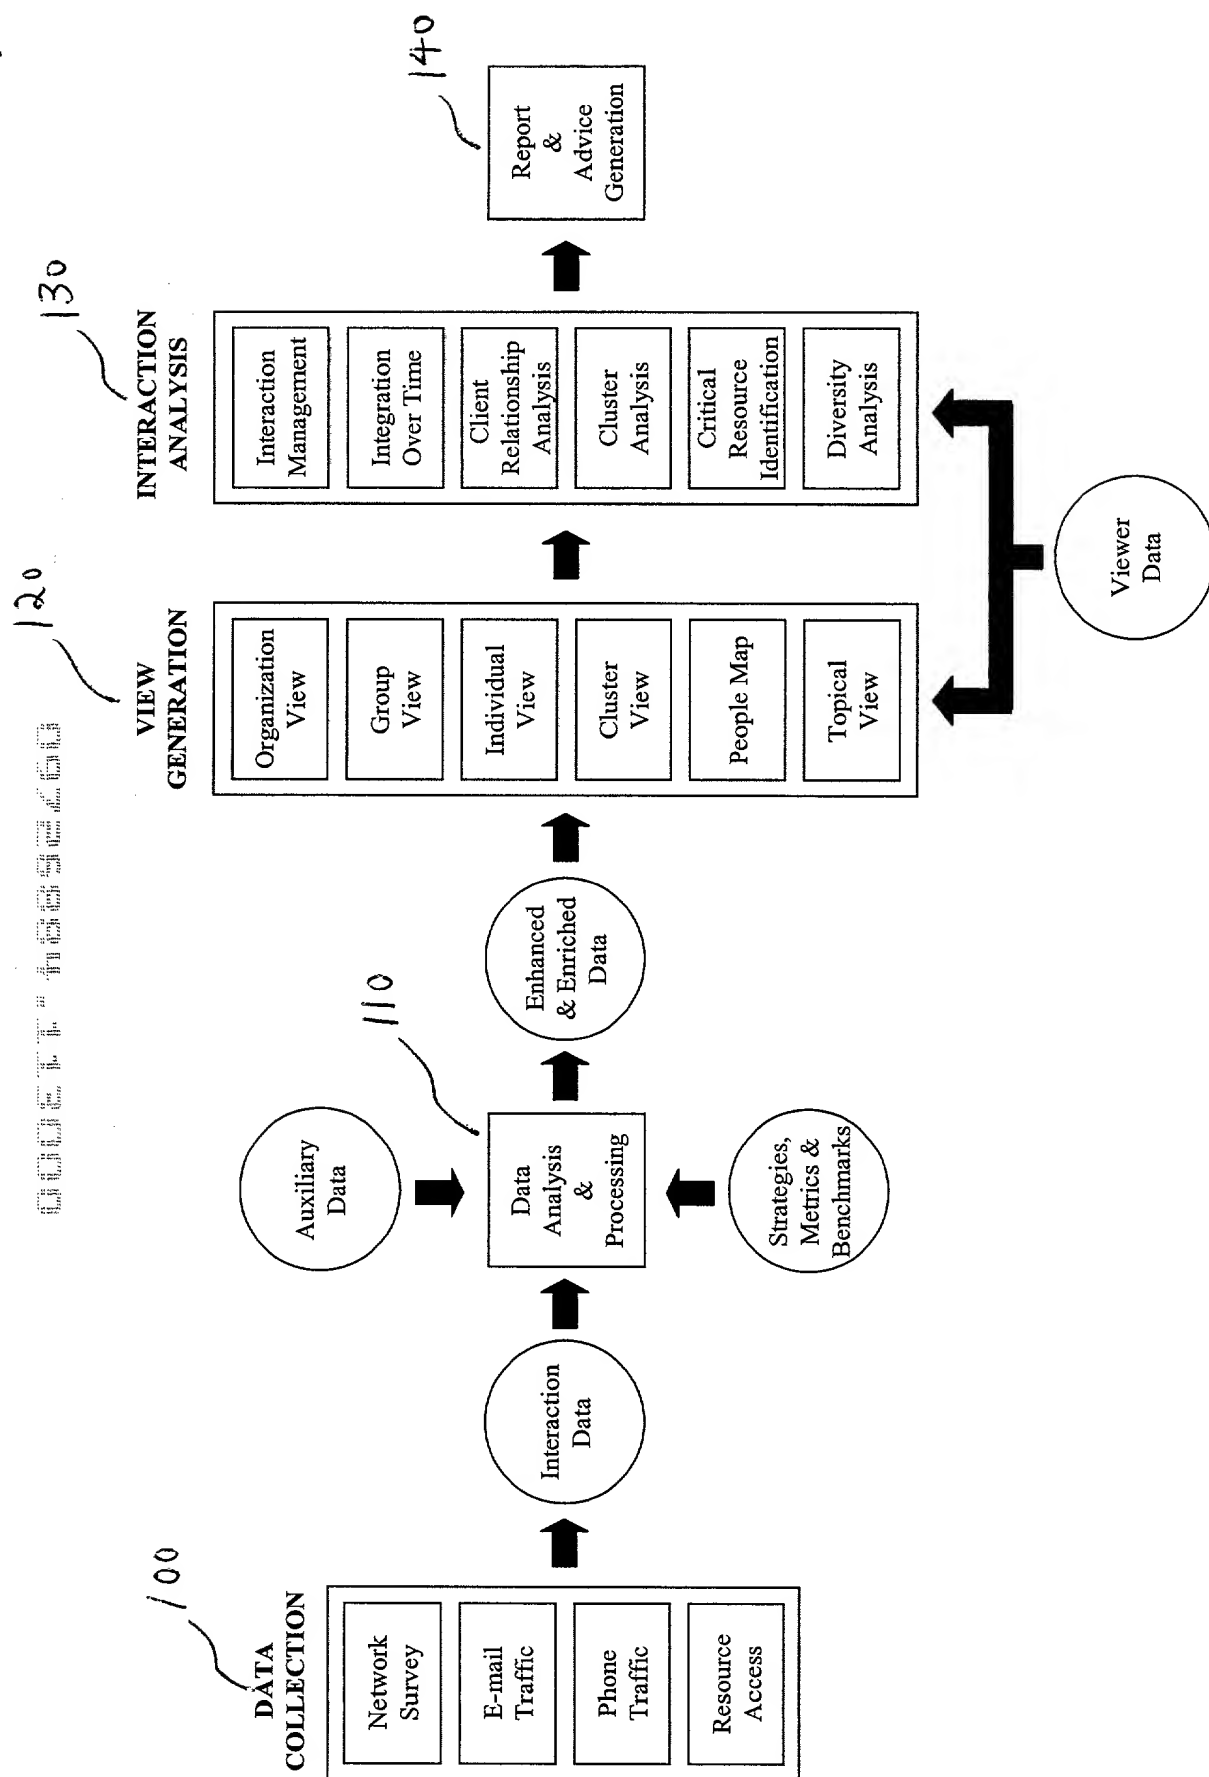 100
DATA
COLLECTION
Network
Survey
E-mail
Traffic
Phone
Traffic
Resource
Access
Interaction
Data
Auxiliary
Data
110
Data
Analysis
&
Processing
Strategies,
Metrics &
Benchmarks
Enhanced
& Enriched
Data
120
VIEW
GENERATION
Organization
View
Group
View
Individual
View
Cluster
View
People Map
Topical
View
130
INTERACTION
ANALYSIS
Interaction
Management
Integration
Over Time
Client
Relationship
Analysis
Cluster
Analysis
Critical
Resource
Identification
Diversity
Analysis
Viewer
Data
140
Report
&
Advice
Generation